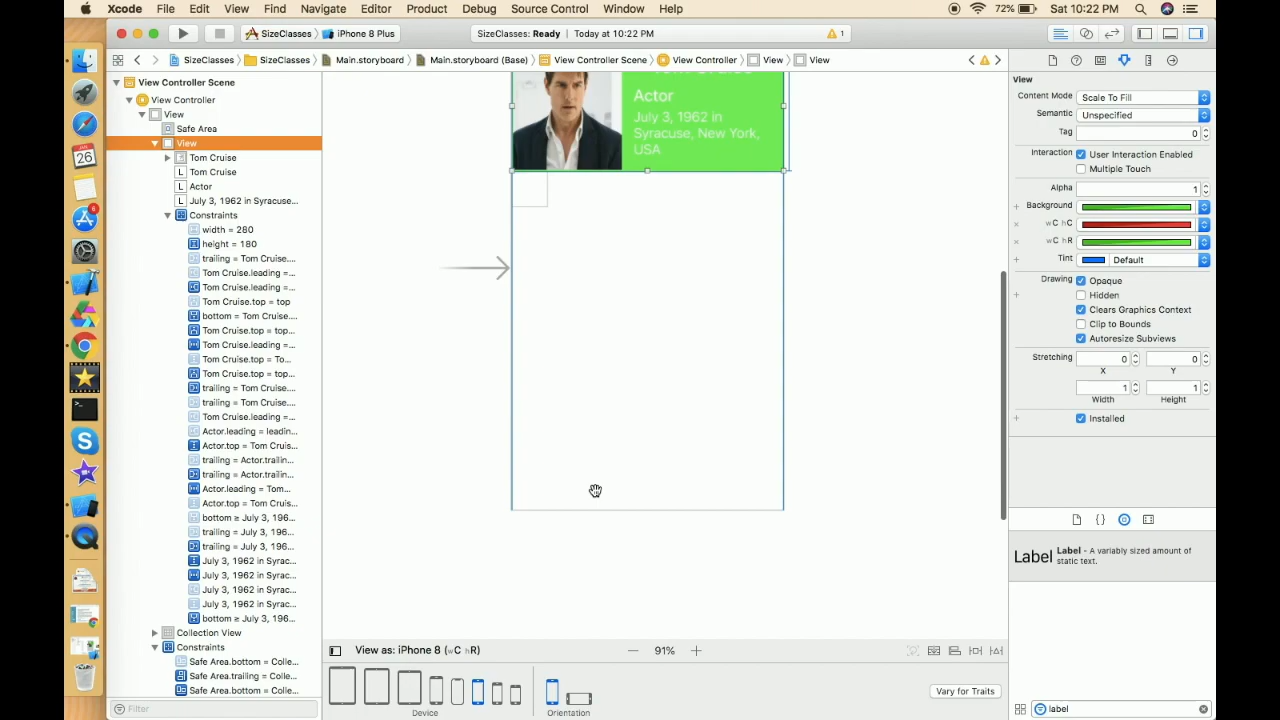 Xcode File Edit View Find Navigate Editor Product Debug Source Control Window Help 72% Sat 10:22 PM
SizeClasses iPhone 8 Plus SizeClasses: Ready Today at 10:22 PM 1
SizeClasses SizeClasses Main.storyboard Main.storyboard (Base) View Controller Scene View Controller View View
View Controller Scene
View Controller
View
Safe Area
View
Tom Cruise
L Tom Cruise
L Actor
L July 3, 1962 in Syracuse...
Constraints
width = 280
height = 180
trailing = Tom Cruise....
Tom Cruise.leading =...
Tom Cruise.leading =...
Tom Cruise.top = top
bottom = Tom Cruise....
Tom Cruise.top = top...
Tom Cruise.leading =...
Tom Cruise.top = To...
Tom Cruise.top = top...
trailing = Tom Cruise....
trailing = Tom Cruise....
Tom Cruise.leading =...
Actor.leading = leadin...
Actor.top = Tom Cruis...
trailing = Actor.trailin...
trailing = Actor.trailin...
Actor.leading = Tom...
Actor.top = Tom Cruis...
bottom ≥ July 3, 196...
trailing = July 3, 196...
trailing = July 3, 196...
July 3, 1962 in Syrac...
July 3, 1962 in Syrac...
July 3, 1962 in Syrac...
July 3, 1962 in Syrac...
bottom ≥ July 3, 196...
Collection View
Constraints
Safe Area.bottom = Colle...
Safe Area.trailing = Colle...
Safe Area.bottom = Colle...
Filter
JAN
26
6
S
Actor
July 3, 1962 in
Syracuse, New York,
USA
View as: iPhone 8 (wC hR) 91%
Device
Orientation
Vary for Traits
View
Content Mode Scale To Fill
Semantic Unspecified
Tag 0
Interaction User Interaction Enabled
Multiple Touch
Alpha 1
Background
wC hC
wC hR
Tint Default
Drawing Opaque
Hidden
Clears Graphics Context
Clip to Bounds
Autoresize Subviews
Stretching 0 0
X Y
1 1
Width Height
Installed
Label Label - A variably sized amount of
static text.
label